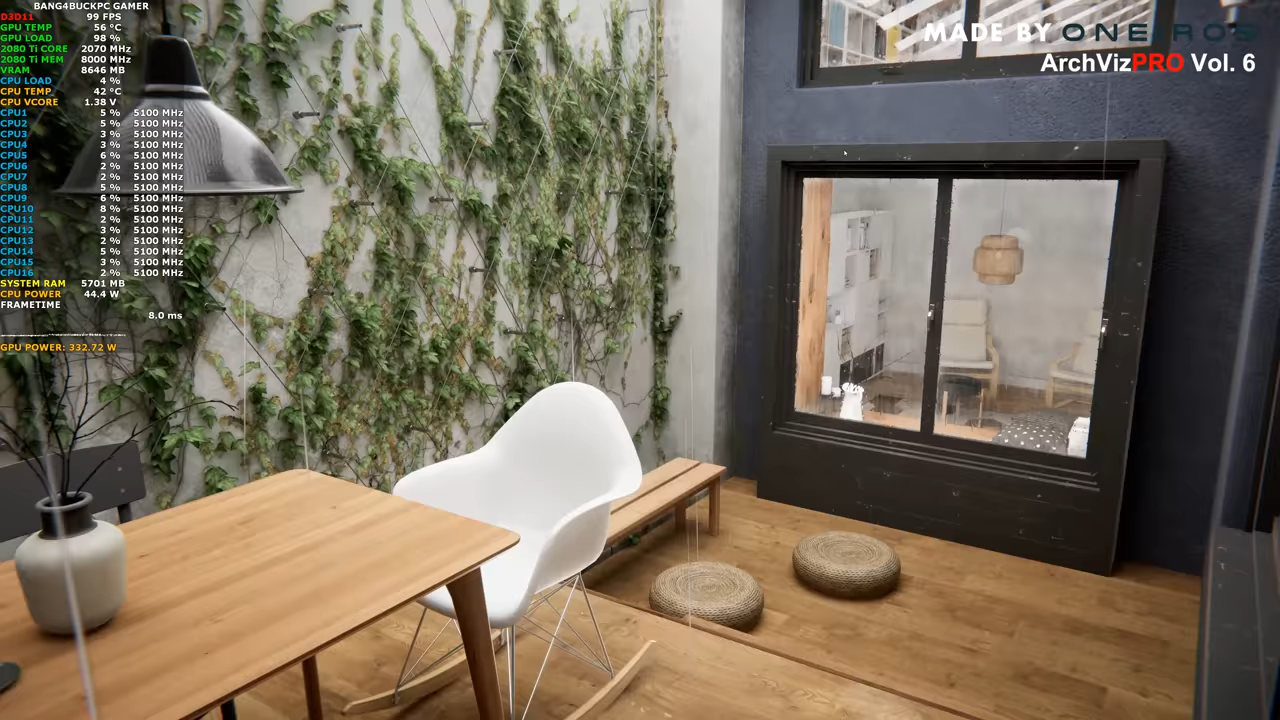 BANG4BUCKPC GAMER
D3D11 99 FPS
GPU TEMP 56 °C
GPU LOAD 98 %
2080 Ti CORE 2070 MHz
2080 Ti MEM 8000 MHz
VRAM 8646 MB
CPU LOAD 4 %
CPU TEMP 42 °C
CPU VCORE 1.38 V
CPU1 5 % 5100 MHz
CPU2 5 % 5100 MHz
CPU3 3 % 5100 MHz
CPU4 3 % 5100 MHz
CPU5 6 % 5100 MHz
CPU6 2 % 5100 MHz
CPU7 2 % 5100 MHz
CPU8 5 % 5100 MHz
CPU9 6 % 5100 MHz
CPU10 8 % 5100 MHz
CPU11 2 % 5100 MHz
CPU12 3 % 5100 MHz
CPU13 2 % 5100 MHz
CPU14 5 % 5100 MHz
CPU15 3 % 5100 MHz
CPU16 2 % 5100 MHz
SYSTEM RAM 5701 MB
CPU POWER 44.4 W
FRAMETIME
8.0 ms
GPU POWER: 332.72 W
MADE BY ONEIROS
ArchVizPRO Vol. 6